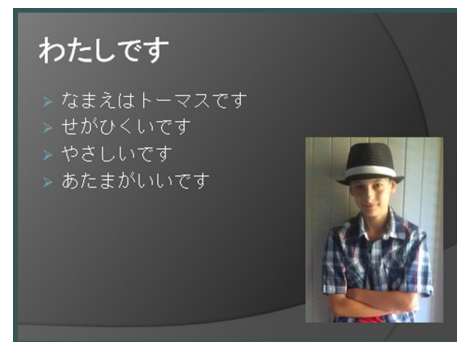 わたしです
なまえはトーマスです
せがひくいです
やさしいです
あたまがいいです